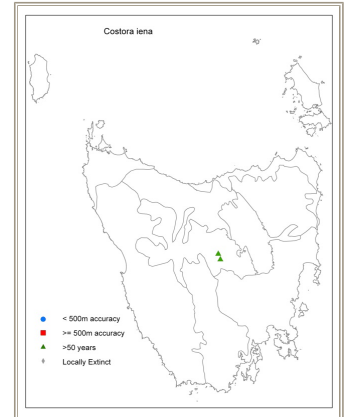 Costora iena
< 500m accuracy
>= 500m accuracy
>50 years
Locally Extinct